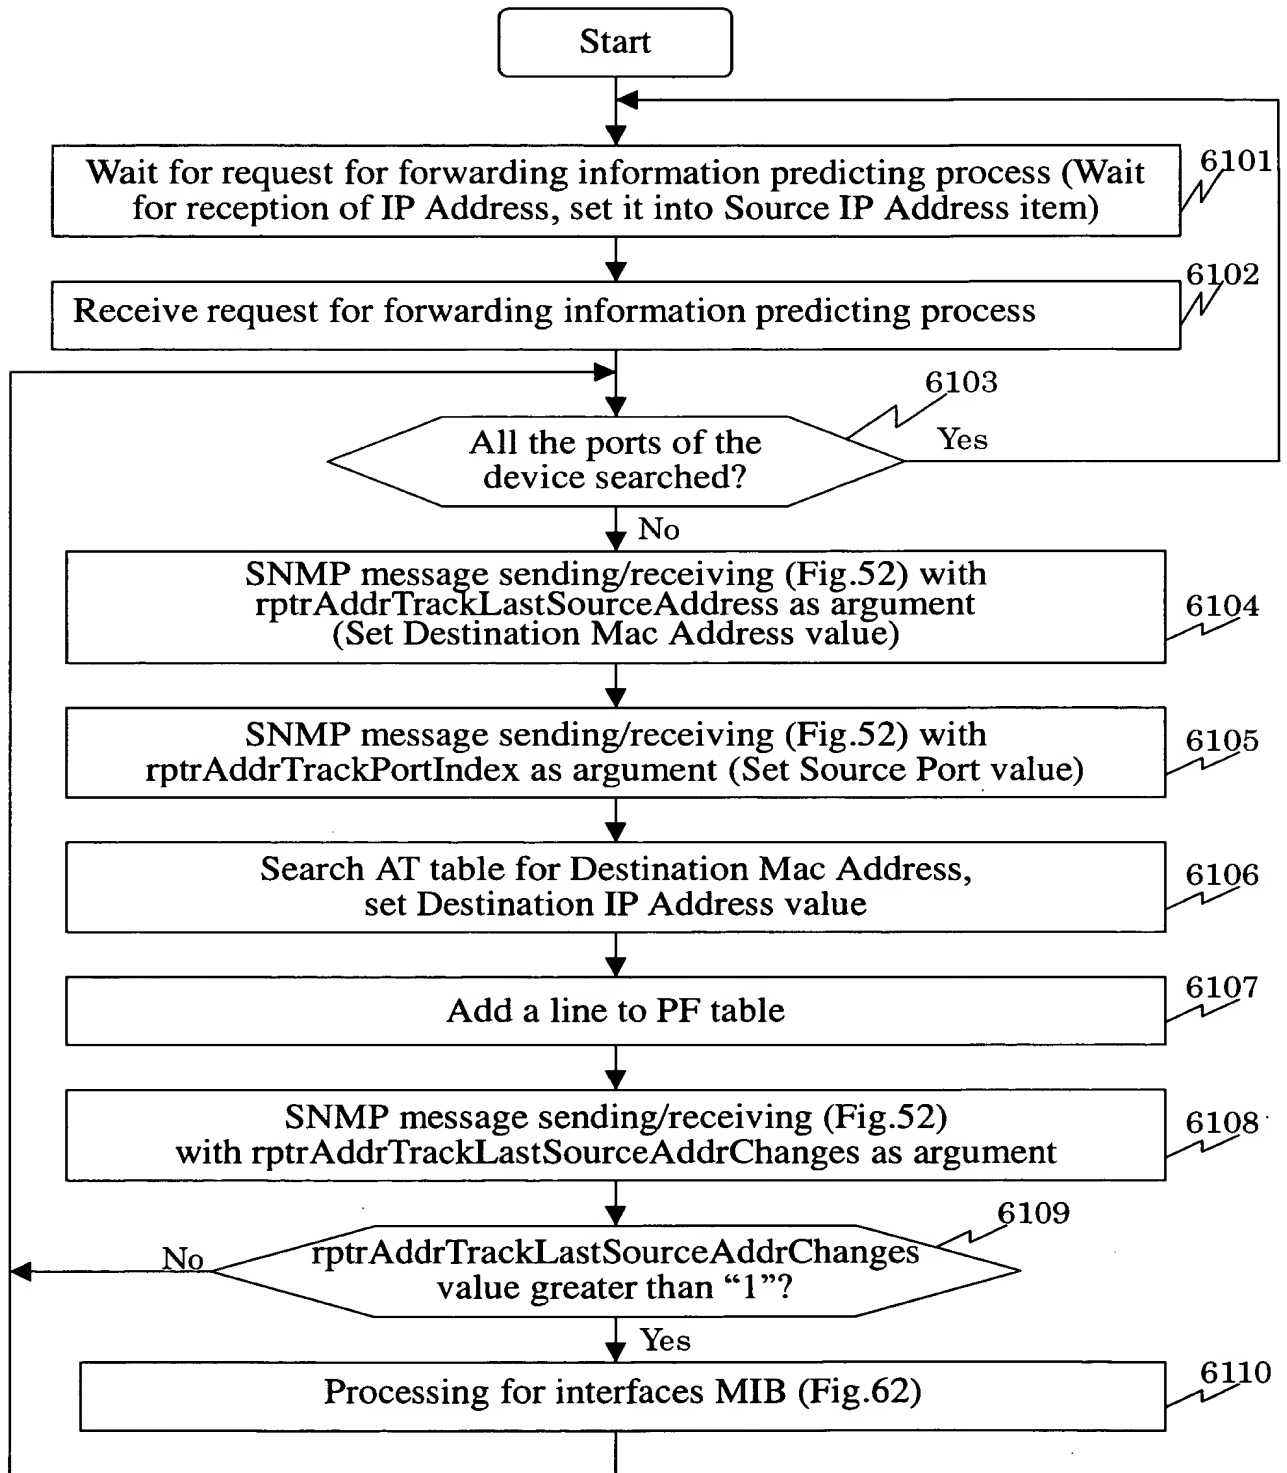 Start
Wait for request for forwarding information predicting process (Wait
for reception of IP Address, set it into Source IP Address item)
6101
Receive request for forwarding information predicting process
6102
6103
All the ports of the
device searched?
Yes
No
SNMP message sending/receiving (Fig.52) with
rptrAddrTrackLastSourceAddress as argument
(Set Destination Mac Address value)
6104
SNMP message sending/receiving (Fig.52) with
rptrAddrTrackPortIndex as argument (Set Source Port value)
6105
Search AT table for Destination Mac Address,
set Destination IP Address value
6106
Add a line to PF table
6107
SNMP message sending/receiving (Fig.52)
with rptrAddrTrackLastSourceAddrChanges as argument
6108
6109
rptrAddrTrackLastSourceAddrChanges
value greater than “1”?
No
Yes
Processing for interfaces MIB (Fig.62)
6110